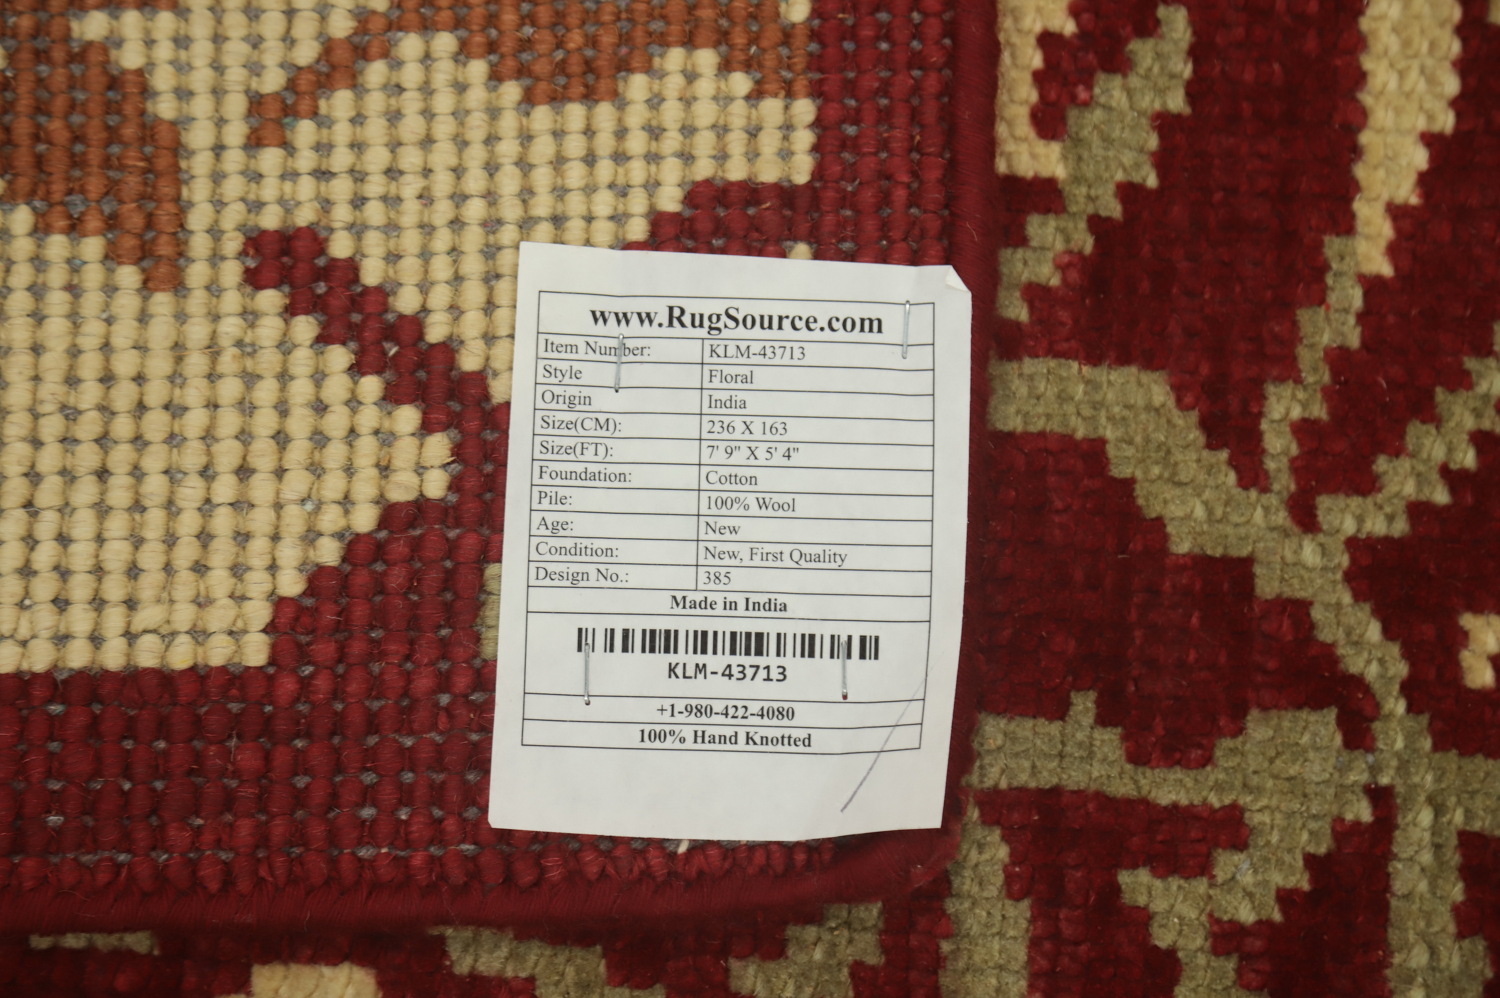 www.RugSource.com
Item Number: KLM-43713
Style Floral
Origin India
Size(CM): 236 X 163
Size(FT): 7' 9" X 5' 4"
Foundation: Cotton
Pile: 100% Wool
Age: New
Condition: New, First Quality
Design No.: 385
Made in India
KLM-43713
+1-980-422-4080
100% Hand Knotted